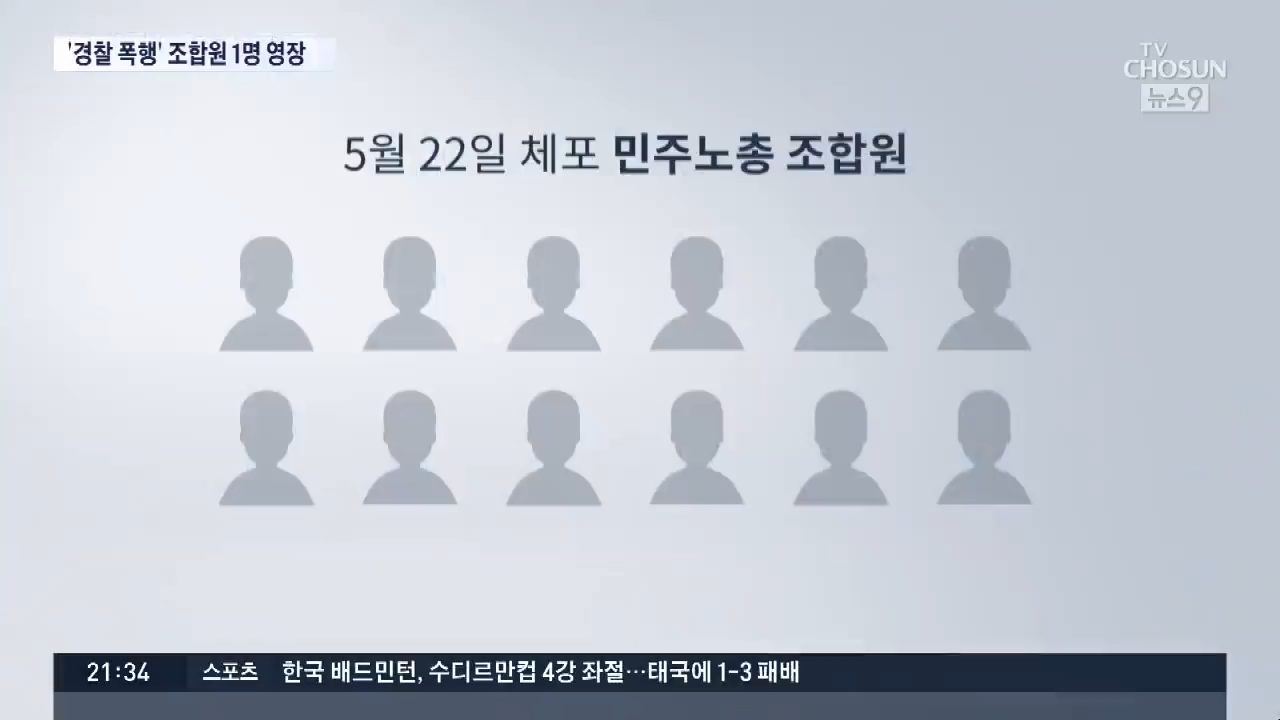 '경찰 폭행' 조합원 1명 영장
TV
CHOSUN
뉴스9
5월 22일 체포 민주노총 조합원
21:34 스포츠 한국 배드민턴, 수디르만컵 4강 좌절…태국에 1-3 패배